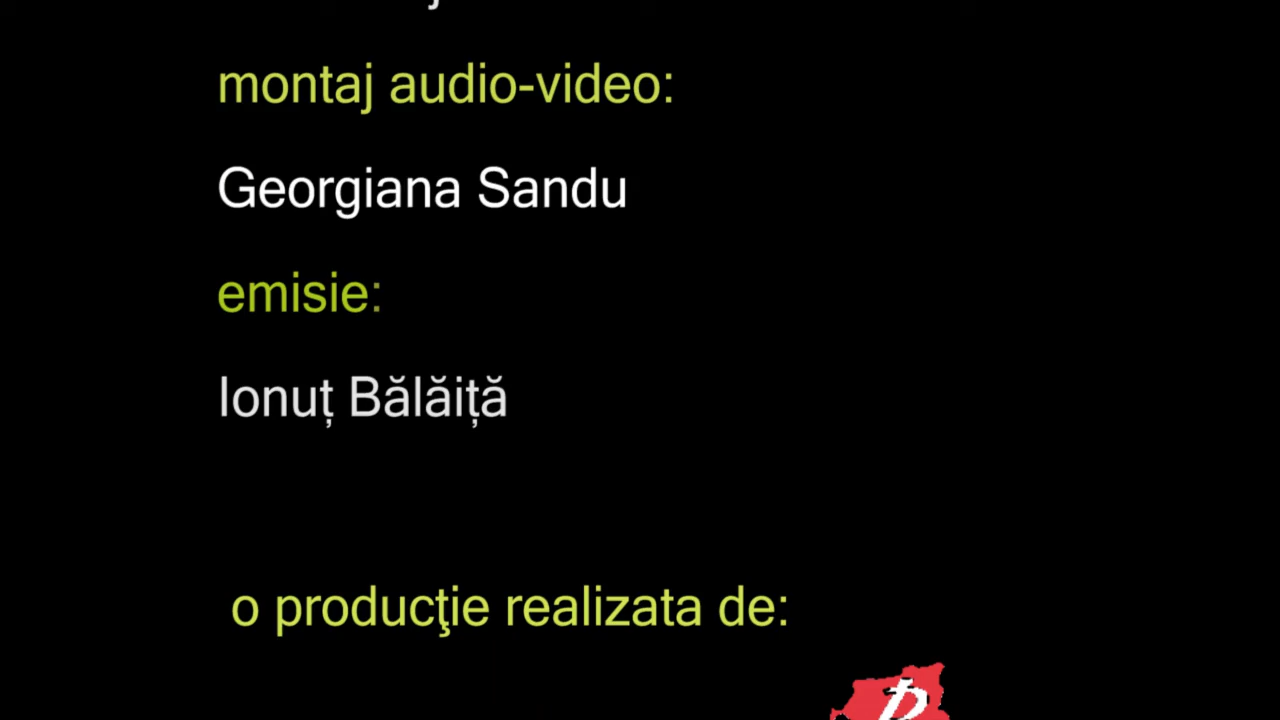 montaj audio-video:
Georgiana Sandu
emisie:
Ionuț Bălăiță
o producţie realizata de: